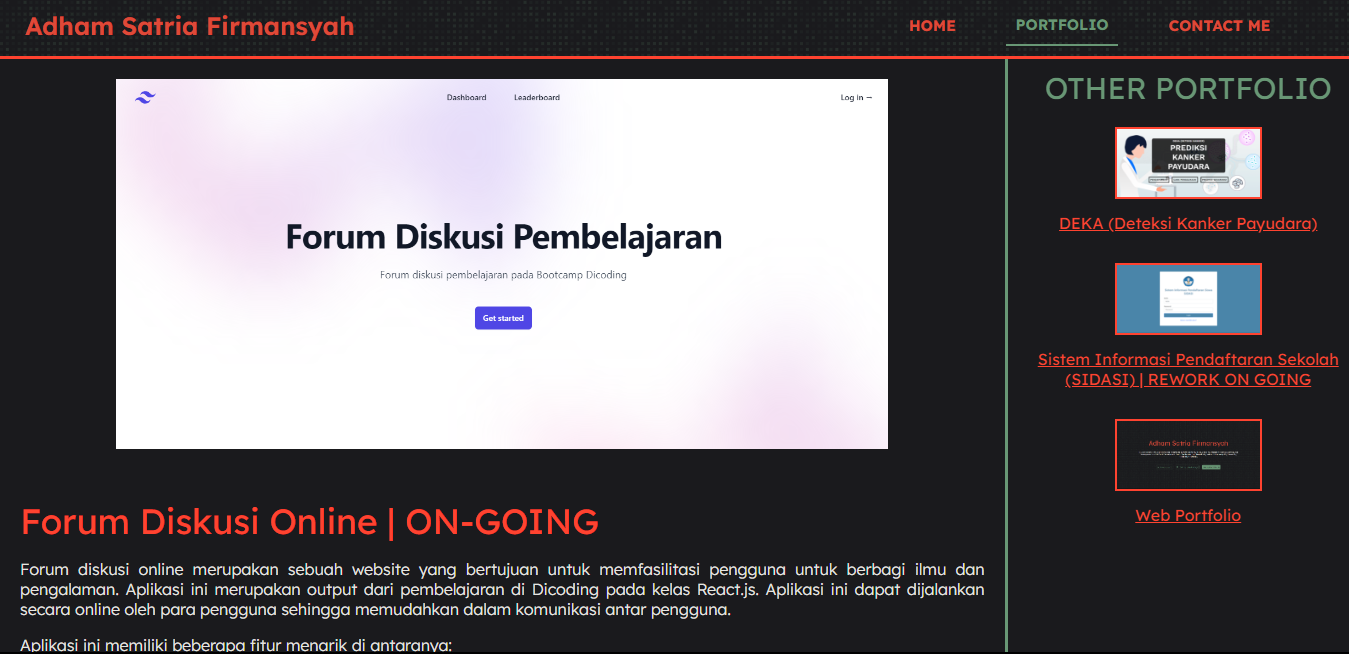 Adham Satria Firmansyah
HOME
PORTFOLIO
CONTACT ME
Dashboard
Leaderboard
Log in →
Forum Diskusi Pembelajaran
Forum diskusi pembelajaran pada Bootcamp Dicoding
Get started
Forum Diskusi Online | ON-GOING
Forum diskusi online merupakan sebuah website yang bertujuan untuk memfasilitasi pengguna untuk berbagi ilmu dan
pengalaman. Aplikasi ini merupakan output dari pembelajaran di Dicoding pada kelas React.js. Aplikasi ini dapat dijalankan
secara online oleh para pengguna sehingga memudahkan dalam komunikasi antar pengguna.
Aplikasi ini memiliki beberapa fitur menarik di antaranya:
OTHER PORTFOLIO
PREDIKSI
KANKER
PAYUDARA
DEKA (Deteksi Kanker Payudara)
Sistem Informasi Pendaftaran Sekolah
(SIDASI) | REWORK ON GOING
Adham Satria Firmansyah
Web Portfolio